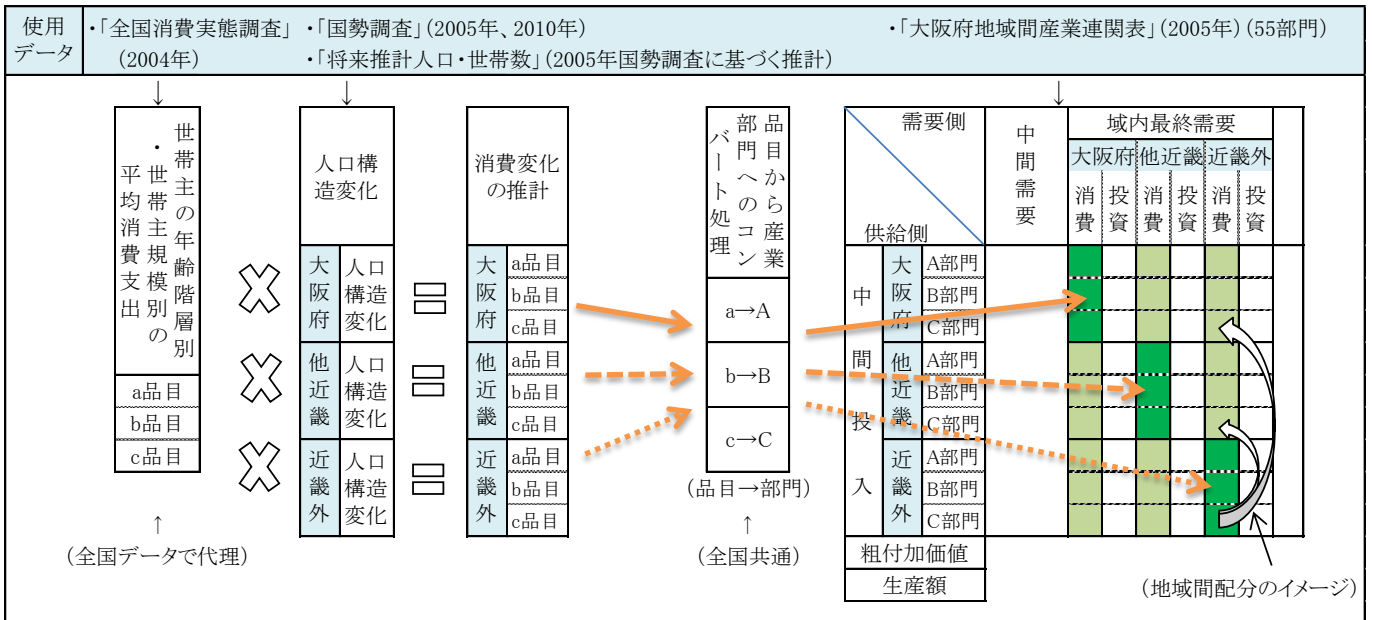 使用データ
・「全国消費実態調査」(2004年)
・「国勢調査」(2005年、2010年)
・「将来推計人口・世帯数」(2005年国勢調査に基づく推計)
・「大阪府地域間産業連関表」(2005年)(55部門)
↓
↓
↓
世帯主の年齢階層別・世帯主規模別の平均消費支出
a品目
b品目
c品目
↑
(全国データで代理)
人口構造変化
大阪府
人口構造変化
他近畿
人口構造変化
近畿外
人口構造変化
消費変化の推計
大阪府
a品目
b品目
c品目
他近畿
a品目
b品目
c品目
近畿外
a品目
b品目
c品目
品目から産業部門へのコンバート処理
a→A
b→B
c→C
(品目→部門)
↑
(全国共通)
需要側
供給側
中間需要
域内最終需要
大阪府
他近畿
近畿外
消費
投資
消費
投資
消費
投資
中間投入
大阪府
A部門
B部門
C部門
他近畿
A部門
B部門
C部門
近畿外
A部門
B部門
C部門
粗付加価値
生産額
(地域間配分のイメージ)